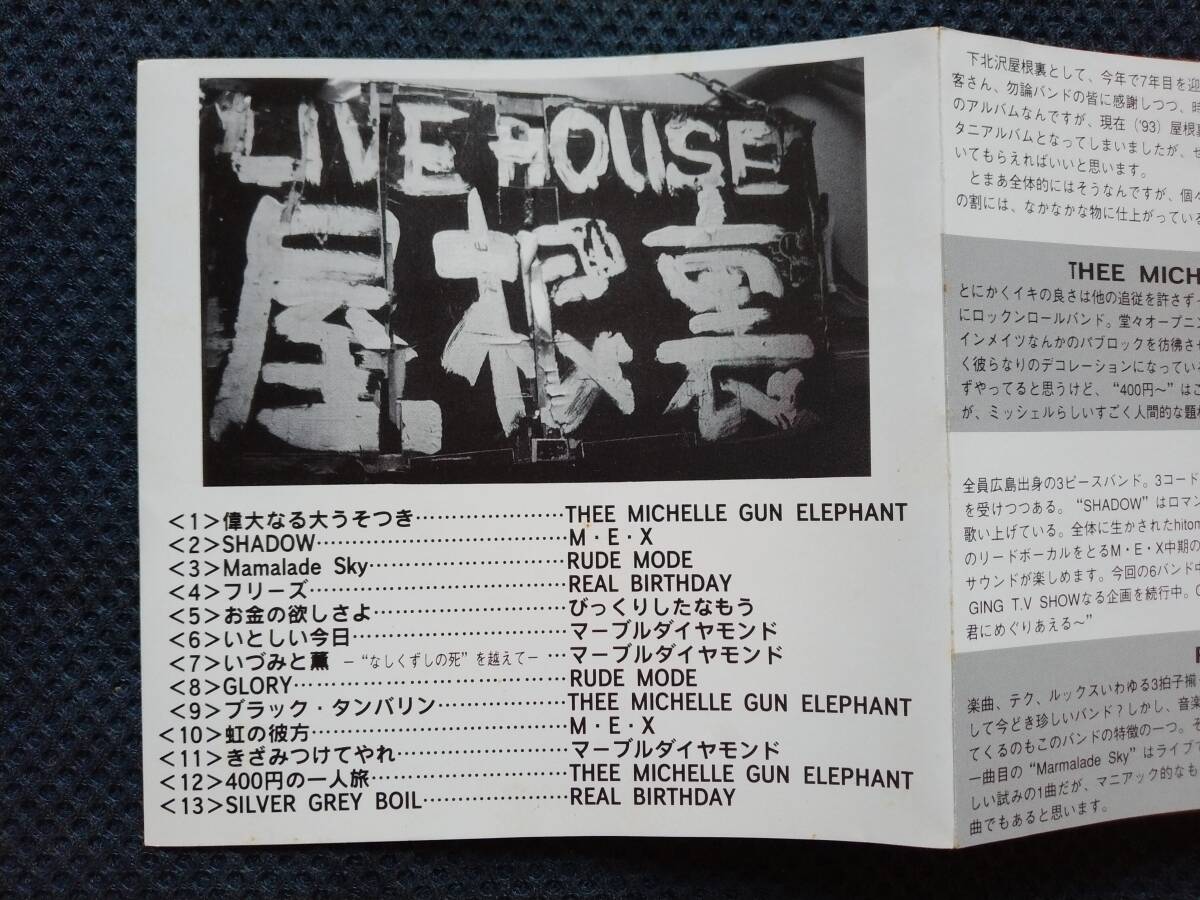 LIVE HOUSE
屋根裏
<1>偉大なる大うそつき…………………THEE MICHELLE GUN ELEPHANT
<2>SHADOW…………………………M・E・X
<3>Mamalade Sky……………………RUDE MODE
<4>フリーズ…………………………REAL BIRTHDAY
<5>お金の欲しさよ……………………びっくりしたなもう
<6>いとしい今日………………………マーブルダイヤモンド
<7>いづみと薫 ―“なしくずしの死”を越えて― …マーブルダイヤモンド
<8>GLORY……………………………RUDE MODE
<9>ブラック・タンバリン……………THEE MICHELLE GUN ELEPHANT
<10>虹の彼方…………………………M・E・X
<11>きざみつけてやれ…………………マーブルダイヤモンド
<12>400円の一人旅……………………THEE MICHELLE GUN ELEPHANT
<13>SILVER GREY BOIL………………REAL BIRTHDAY
下北沢屋根裏として、今年で7年目を迎
客さん、勿論バンドの皆に感謝しつつ、時
のアルバムなんですが、現在('93)屋根裏
タニアルバムとなってしまいましたが、せ
いてもらえればいいと思います。
とまあ全体的にはそうなんですが、個々
の割には、なかなかな物に仕上がっている
THEE MICH
とにかくイキの良さは他の追従を許さず
にロックンロールバンド。堂々オープニン
インメイツなんかのパブロックを彷彿させ
く彼らなりのデコレーションになっている
ずやってると思うけど、“400円〜”はこ
が、ミッシェルらしいすごく人間的な題材
全員広島出身の3ピースバンド。3コード
を受けつつある。“SHADOW”はロマン
歌い上げている。全体に生かされたhitom
のリードボーカルをとるM・E・X中期の
サウンドが楽しめます。今回の6バンド中
GING T.V SHOWなる企画を続行中。
君にめぐりあえる〜”
楽曲、テク、ルックスいわゆる3拍子揃
して今どき珍しいバンド？しかし、音楽
てくるのもこのバンドの特徴の一つ。そ
一曲目の“Marmalade Sky”はライブで
しい試みの1曲だが、マニアック的なも
曲でもあると思います。